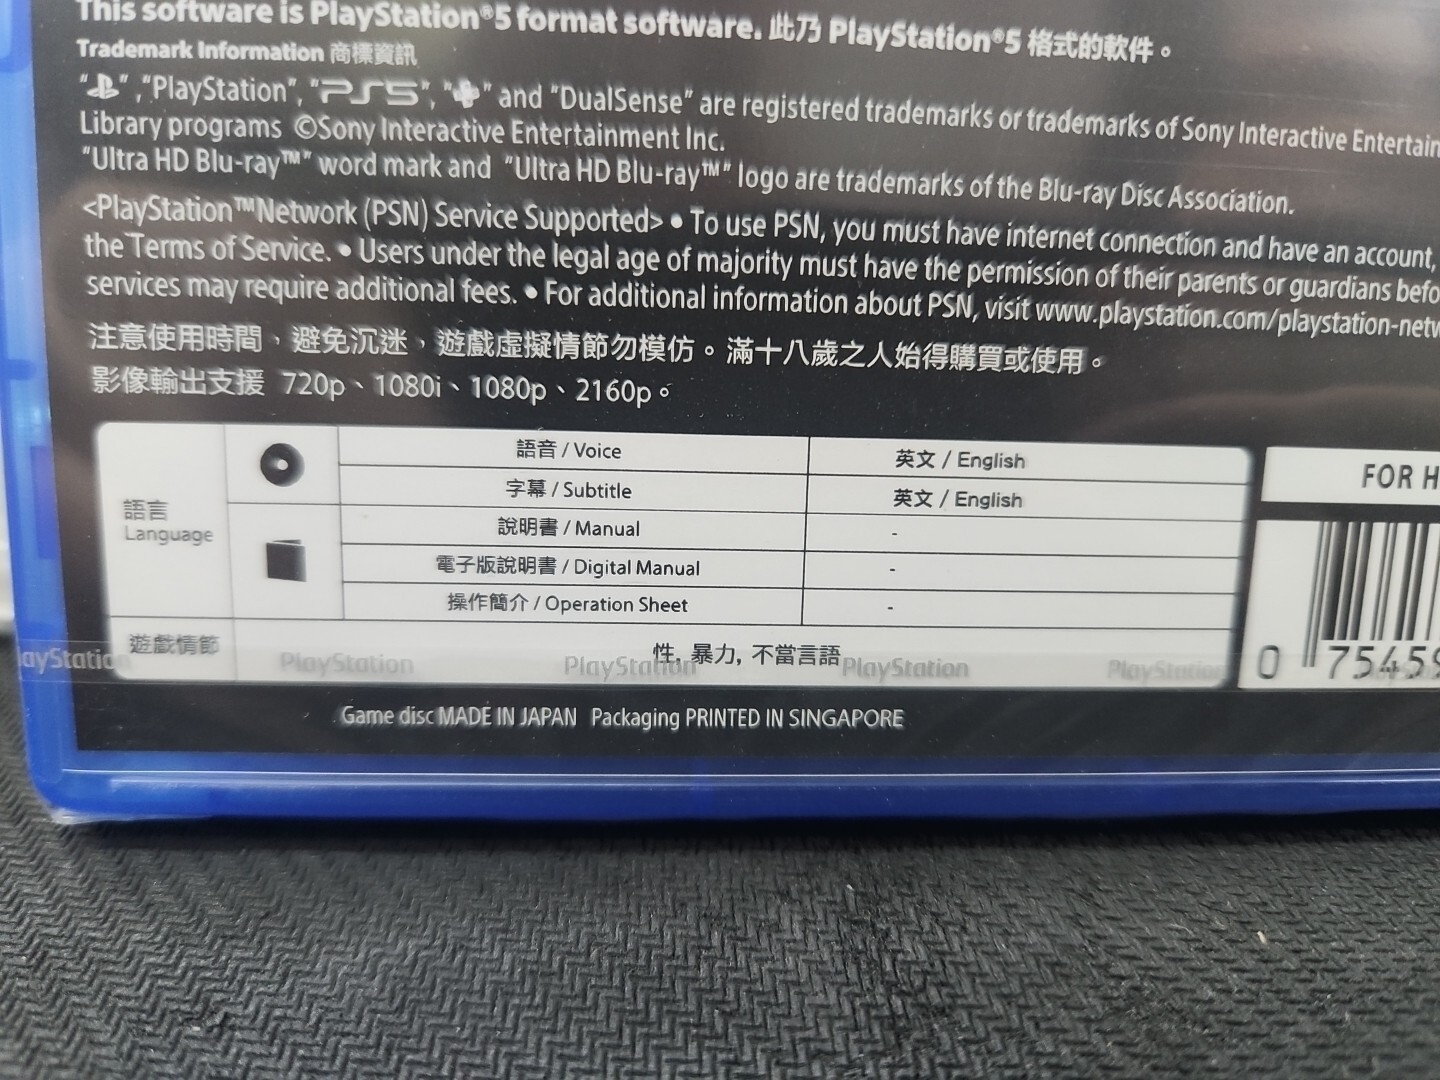 This software is PlayStation®5 format software. 此乃 PlayStation®5 格式的軟件。
Trademark Information 商標資訊
" ", "PlayStation", "PS5", " " and "DualSense" are registered trademarks or trademarks of Sony Interactive Entertain
Library programs ©Sony Interactive Entertainment Inc.
"Ultra HD Blu-ray™" word mark and "Ultra HD Blu-ray™" logo are trademarks of the Blu-ray Disc Association.
<PlayStation™Network (PSN) Service Supported> • To use PSN, you must have internet connection and have an account,
the Terms of Service. • Users under the legal age of majority must have the permission of their parents or guardians befo
services may require additional fees. • For additional information about PSN, visit www.playstation.com/playstation-netw
注意使用時間，避免沉迷，遊戲虛擬情節勿模仿。滿十八歲之人始得購買或使用。
影像輸出支援 720p、1080i、1080p、2160p。
語言
Language
語音 / Voice 英文 / English
字幕 / Subtitle 英文 / English
說明書 / Manual -
電子版說明書 / Digital Manual -
操作簡介 / Operation Sheet -
遊戲情節 性, 暴力, 不當言語
FOR H
0 75459
ayStation PlayStation PlayStation PlayStation PlayStation
Game disc MADE IN JAPAN Packaging PRINTED IN SINGAPORE